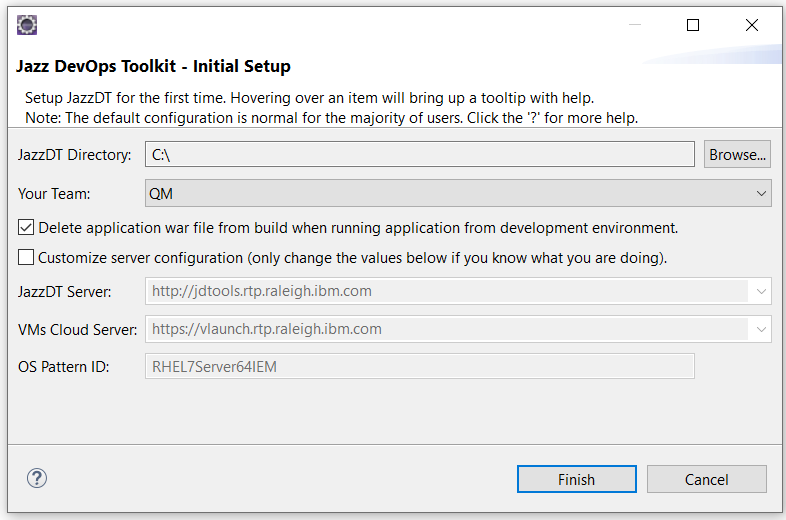 Jazz DevOps Toolkit - Initial Setup
Setup JazzDT for the first time. Hovering over an item will bring up a tooltip with help.
Note: The default configuration is normal for the majority of users. Click the '?' for more help.
JazzDT Directory: C:\ Browse...
Your Team: QM
Delete application war file from build when running application from development environment.
Customize server configuration (only change the values below if you know what you are doing).
JazzDT Server: http://jdtools.rtp.raleigh.ibm.com
VMs Cloud Server: https://vlaunch.rtp.raleigh.ibm.com
OS Pattern ID: RHEL7Server64IEM
? Finish Cancel